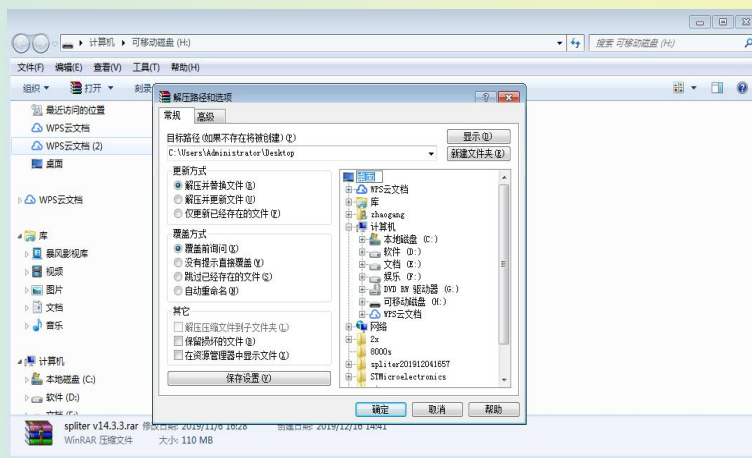 计算机 ▸ 可移动磁盘 (H:)
搜索 可移动磁盘 (H:)
文件(F) 编辑(E) 查看(V) 工具(T) 帮助(H)
组织 打开 刻录
最近访问的位置
WPS云文档
WPS云文档 (2)
桌面
WPS云文档
库
暴风影视库
视频
图片
文档
音乐
计算机
本地磁盘 (C:)
软件 (D:)
文档 (E:)
解压路径和选项
常规 高级
目标路径(如果不存在将被创建)(P)
显示(D)
C:\Users\Administrator\Desktop
新建文件夹(E)
更新方式
解压并替换文件(R)
解压并更新文件(U)
仅更新已经存在的文件(F)
覆盖方式
覆盖前询问(K)
没有提示直接覆盖(W)
跳过已经存在的文件(S)
自动重命名(N)
其它
解压压缩文件到子文件夹(L)
保留损坏的文件(B)
在资源管理器中显示文件(X)
保存设置(V)
桌面
WPS云文档
库
zhaogang
计算机
本地磁盘 (C:)
软件 (D:)
文档 (E:)
娱乐 (F:)
DVD RW 驱动器 (G:)
可移动磁盘 (H:)
WPS云文档
网络
2x
8000s
spliter201912041657
STMicroelectronics
确定 取消 帮助
spliter v14.3.3.rar 修改日期: 2019/11/6 16:28 创建日期: 2019/12/16 14:41
WinRAR 压缩文件 大小: 110 MB